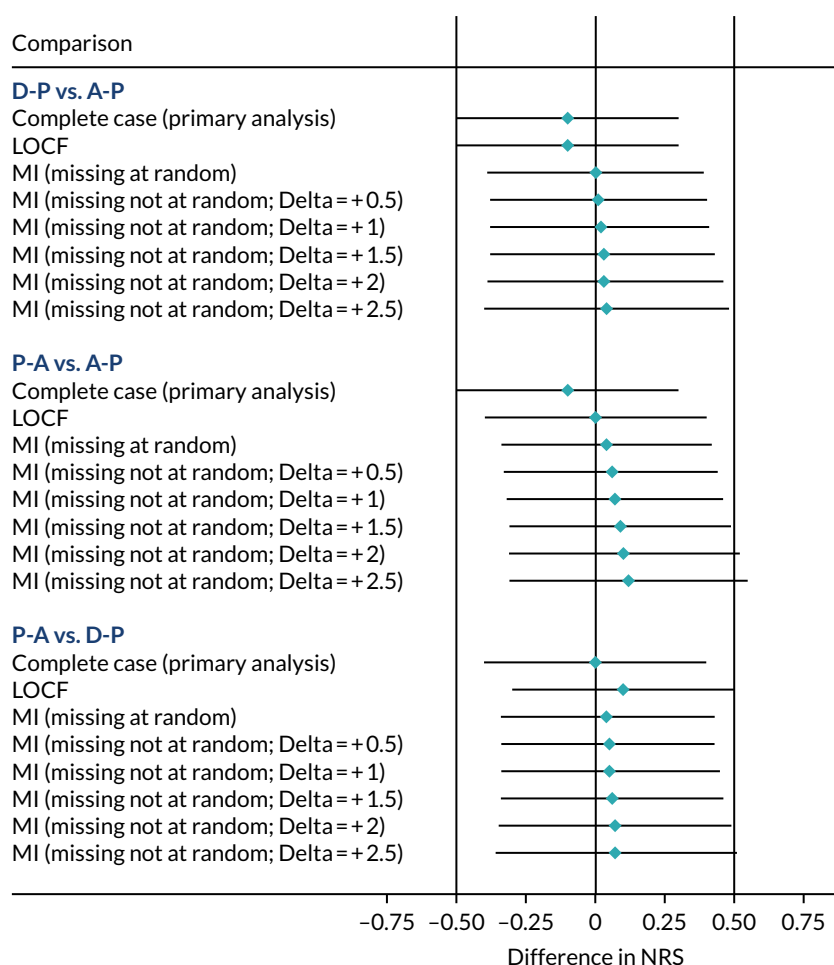 Comparison
D-P vs. A-P
Complete case (primary analysis)
LOCF
MI (missing at random)
MI (missing not at random; Delta = +0.5)
MI (missing not at random; Delta = +1)
MI (missing not at random; Delta = +1.5)
MI (missing not at random; Delta = +2)
MI (missing not at random; Delta = +2.5)
P-A vs. A-P
Complete case (primary analysis)
LOCF
MI (missing at random)
MI (missing not at random; Delta = +0.5)
MI (missing not at random; Delta = +1)
MI (missing not at random; Delta = +1.5)
MI (missing not at random; Delta = +2)
MI (missing not at random; Delta = +2.5)
P-A vs. D-P
Complete case (primary analysis)
LOCF
MI (missing at random)
MI (missing not at random; Delta = +0.5)
MI (missing not at random; Delta = +1)
MI (missing not at random; Delta = +1.5)
MI (missing not at random; Delta = +2)
MI (missing not at random; Delta = +2.5)
−0.75 −0.50 −0.25 0 0.25 0.50 0.75
Difference in NRS